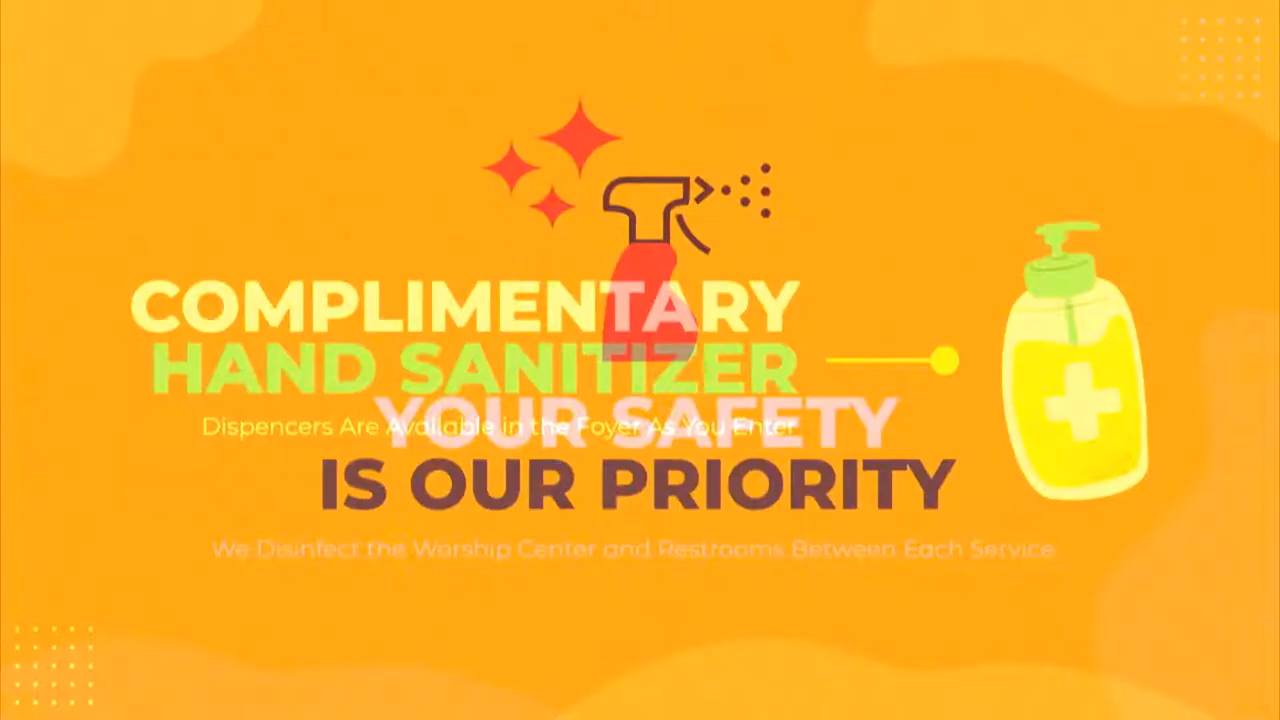 COMPLIMENTARY
HAND SANITIZER
Dispencers Are Available in the Foyer As You Enter
YOUR SAFETY
IS OUR PRIORITY
We Disinfect the Worship Center and Restrooms Between Each Service